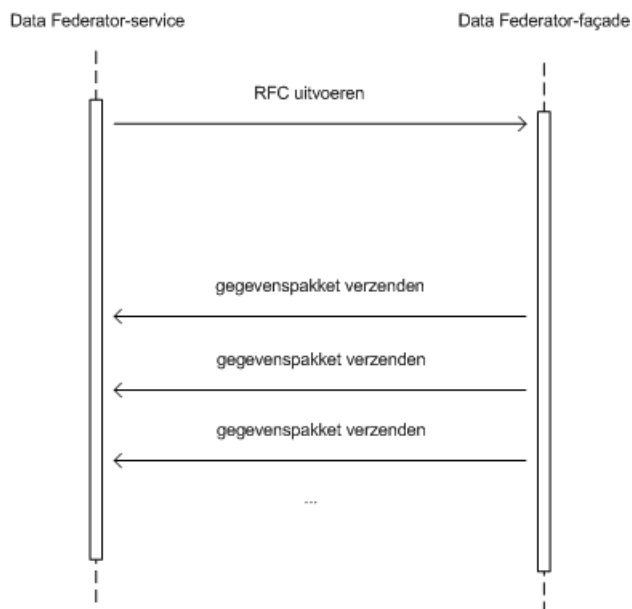 Data Federator-service
Data Federator-façade
RFC uitvoeren
gegevenspakket verzenden
gegevenspakket verzenden
gegevenspakket verzenden
...